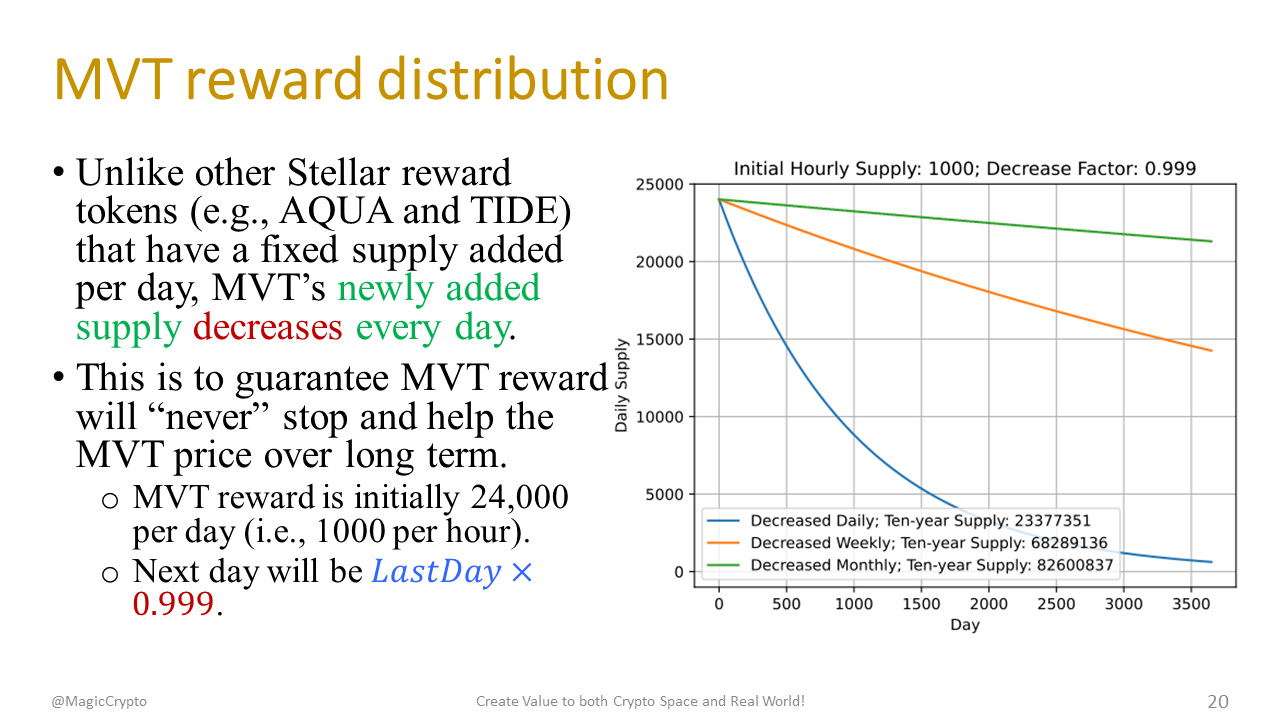 MVT reward distribution
• Unlike other Stellar reward
tokens (e.g., AQUA and TIDE)
that have a fixed supply added
per day, MVT’s newly added
supply decreases every day.
• This is to guarantee MVT reward
will “never” stop and help the
MVT price over long term.
o MVT reward is initially 24,000
per day (i.e., 1000 per hour).
o Next day will be LastDay ×
0.999.
Initial Hourly Supply: 1000; Decrease Factor: 0.999
25000
20000
15000
10000
5000
0
Daily Supply
Decreased Daily; Ten-year Supply: 23377351
Decreased Weekly; Ten-year Supply: 68289136
Decreased Monthly; Ten-year Supply: 82600837
0 500 1000 1500 2000 2500 3000 3500
Day
@MagicCrypto
Create Value to both Crypto Space and Real World!
20